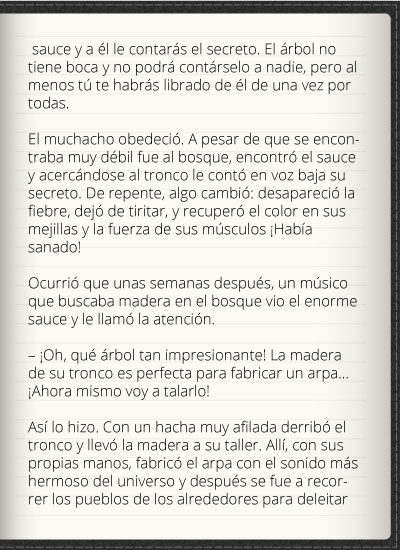 sauce y a él le contarás el secreto. El árbol no
tiene boca y no podrá contárselo a nadie, pero al
menos tú te habrás librado de él de una vez por
todas.
El muchacho obedeció. A pesar de que se encon-
traba muy débil fue al bosque, encontró el sauce
y acercándose al tronco le contó en voz baja su
secreto. De repente, algo cambió: desapareció la
fiebre, dejó de tiritar, y recuperó el color en sus
mejillas y la fuerza de sus músculos ¡Había
sanado!
Ocurrió que unas semanas después, un músico
que buscaba madera en el bosque vio el enorme
sauce y le llamó la atención.
– ¡Oh, qué árbol tan impresionante! La madera
de su tronco es perfecta para fabricar un arpa...
¡Ahora mismo voy a talarlo!
Así lo hizo. Con un hacha muy afilada derribó el
tronco y llevó la madera a su taller. Allí, con sus
propias manos, fabricó el arpa con el sonido más
hermoso del universo y después se fue a recor-
rer los pueblos de los alrededores para deleitar